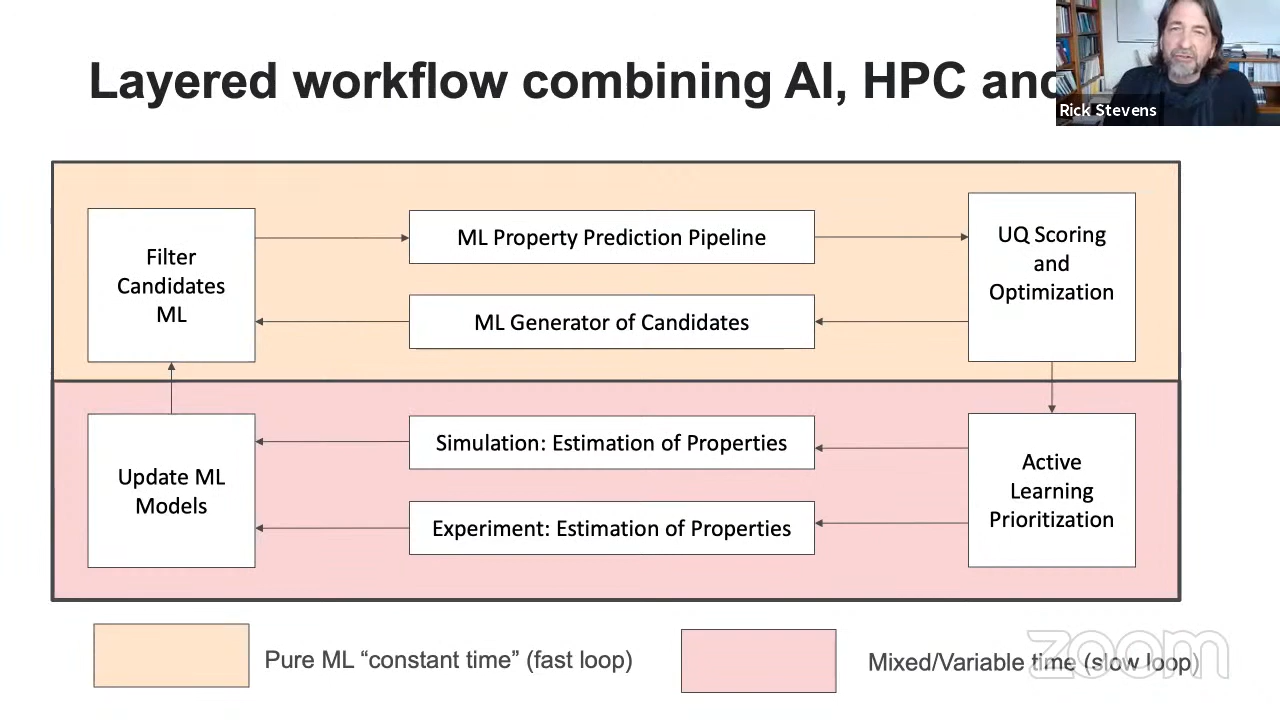 Layered workflow combining AI, HPC and
Rick Stevens
Filter
Candidates
ML
ML Property Prediction Pipeline
UQ Scoring
and
Optimization
ML Generator of Candidates
Update ML
Models
Simulation: Estimation of Properties
Experiment: Estimation of Properties
Active
Learning
Prioritization
Pure ML “constant time” (fast loop)
Mixed/Variable time (slow loop)
zoom